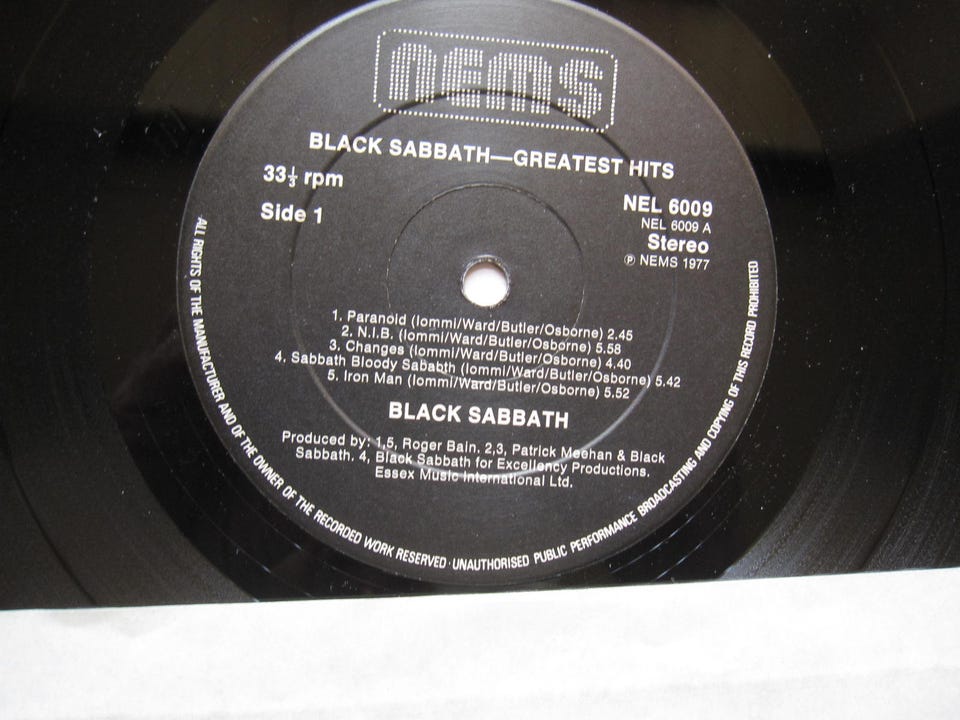 nems
BLACK SABBATH—GREATEST HITS
33⅓ rpm
Side 1
NEL 6009
NEL 6009 A
Stereo
℗ NEMS 1977
1. Paranoid (Iommi/Ward/Butler/Osborne) 2.45
2. N.I.B. (Iommi/Ward/Butler/Osborne) 5.58
3. Changes (Iommi/Ward/Butler/Osborne) 4.40
4. Sabbath Bloody Sababth (Iommi/Ward/Butler/Osborne) 5.42
5. Iron Man (Iommi/Ward/Butler/Osborne) 5.52
BLACK SABBATH
Produced by: 1,5, Roger Bain. 2,3, Patrick Meehan & Black
Sabbath. 4, Black Sabbath for Excellency Productions.
Essex Music International Ltd.
ALL RIGHTS OF THE MANUFACTURER AND OF THE OWNER OF THE RECORDED WORK RESERVED · UNAUTHORISED PUBLIC PERFORMANCE BROADCASTING AND COPYING OF THIS RECORD PROHIBITED